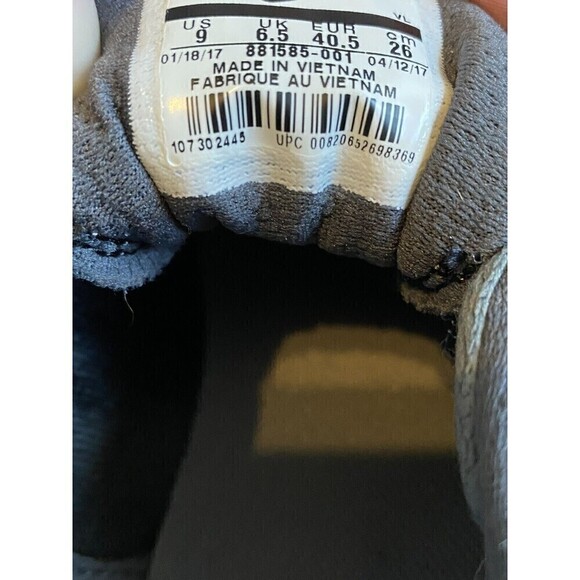 VL
US UK EUR cm
9 6.5 40.5 26
01/18/17 881585-001 04/12/17
MADE IN VIETNAM
FABRIQUE AU VIETNAM
107302445 UPC 00820652698369